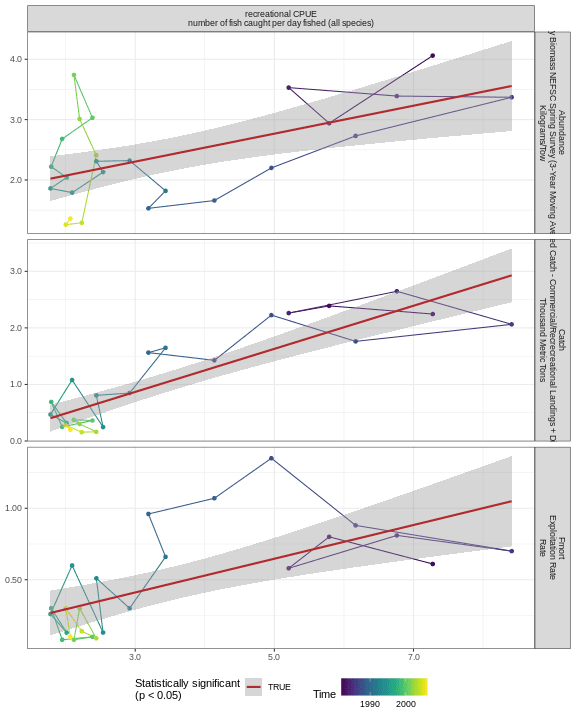 recreational CPUE
number of fish caught per day fished (all species)
4.0
3.0
2.0
Abundance
y Biomass NEFSC Spring Survey (3-Year Moving Ave
Kilograms/tow
3.0
2.0
1.0
0.0
Catch
ed Catch - Commercial/Recreational Landings + D
Thousand Metric Tons
1.00
0.50
Fmort
Exploitation Rate
Rate
3.0
5.0
7.0
Statistically significant
(p < 0.05)
TRUE
Time
1990
2000